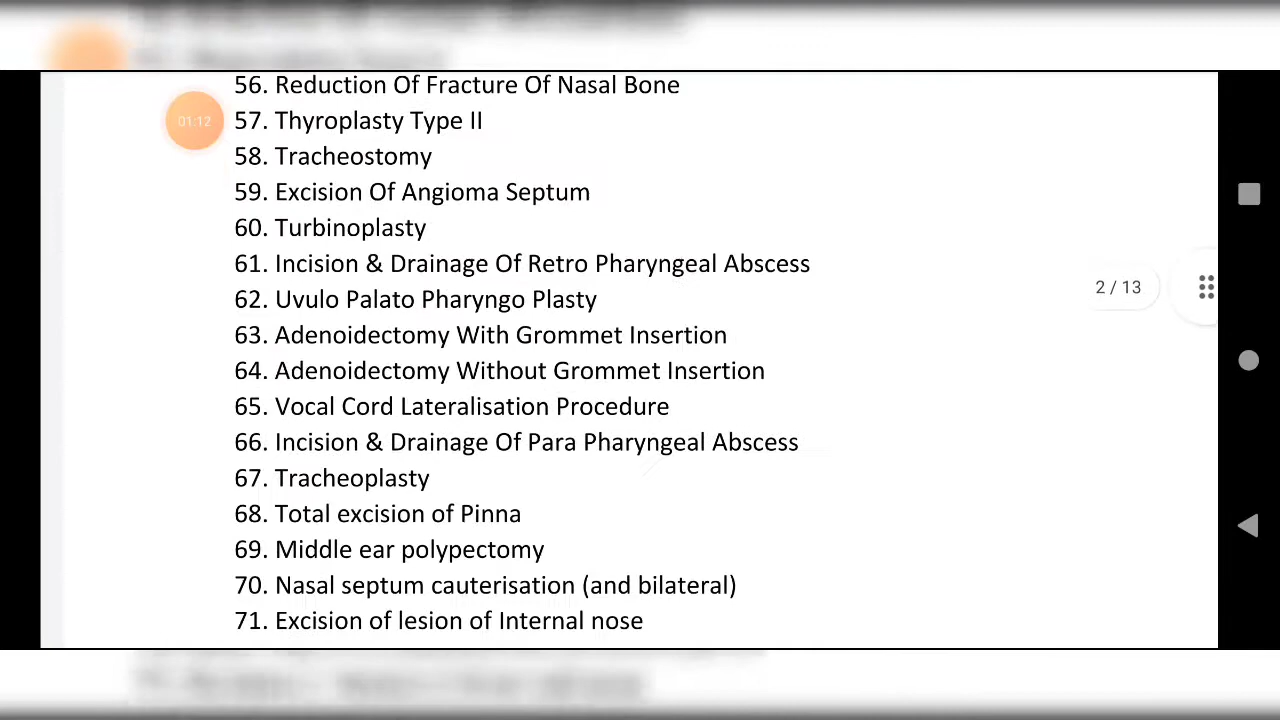 56. Reduction Of Fracture Of Nasal Bone
01:12
57. Thyroplasty Type II
58. Tracheostomy
59. Excision Of Angioma Septum
60. Turbinoplasty
61. Incision & Drainage Of Retro Pharyngeal Abscess
2 / 13
62. Uvulo Palato Pharyngo Plasty
63. Adenoidectomy With Grommet Insertion
64. Adenoidectomy Without Grommet Insertion
65. Vocal Cord Lateralisation Procedure
66. Incision & Drainage Of Para Pharyngeal Abscess
67. Tracheoplasty
68. Total excision of Pinna
69. Middle ear polypectomy
70. Nasal septum cauterisation (and bilateral)
71. Excision of lesion of Internal nose